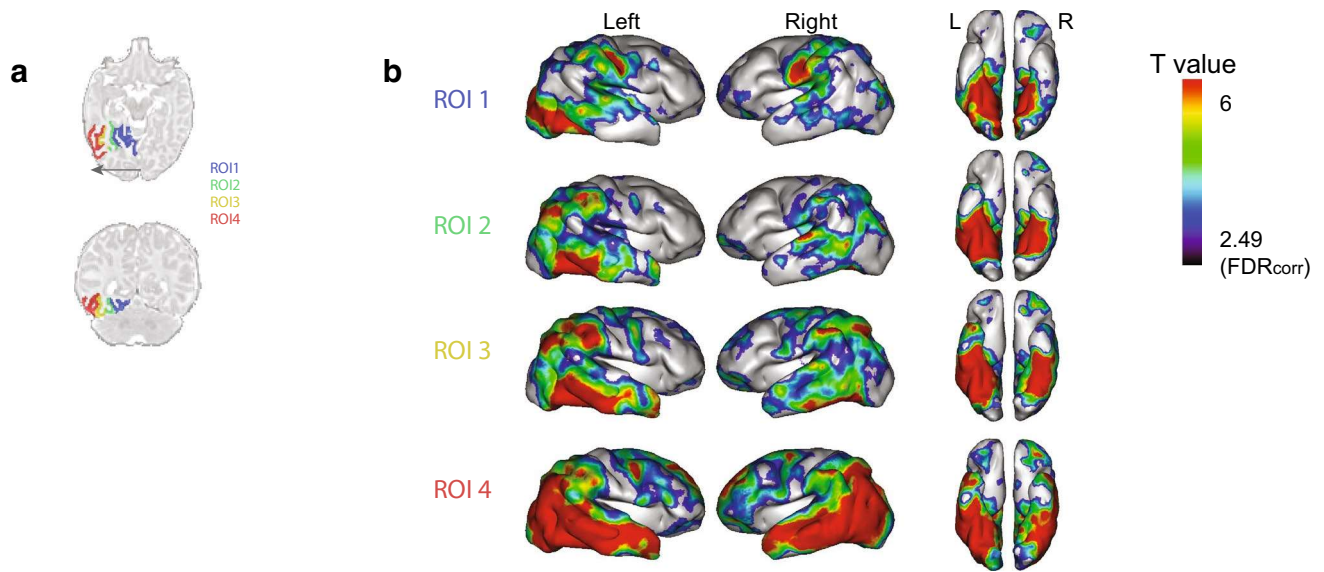 a
ROI1
ROI2
ROI3
ROI4
b
Left
Right
L
R
ROI 1
ROI 2
ROI 3
ROI 4
T value
6
2.49
(FDRcorr)